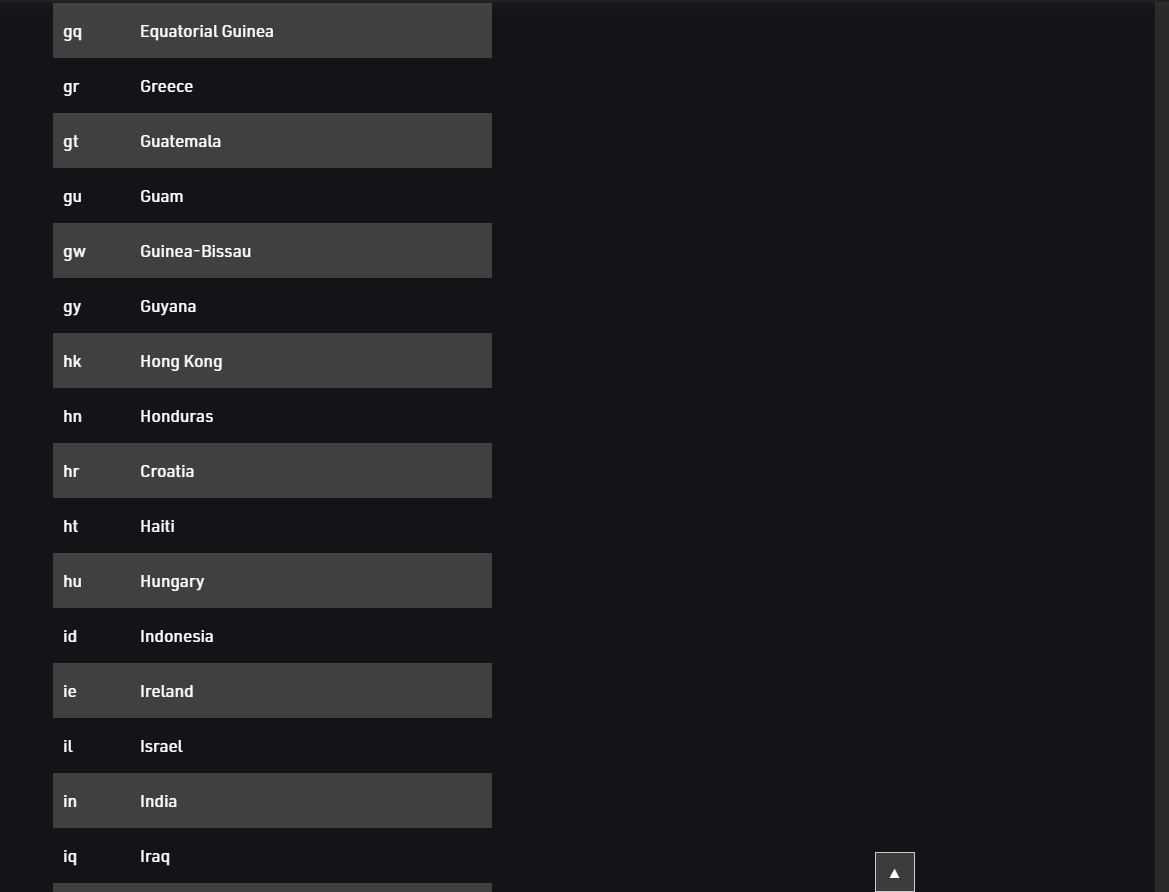 gq Equatorial Guinea
gr Greece
gt Guatemala
gu Guam
gw Guinea-Bissau
gy Guyana
hk Hong Kong
hn Honduras
hr Croatia
ht Haiti
hu Hungary
id Indonesia
ie Ireland
il Israel
in India
iq Iraq
▲